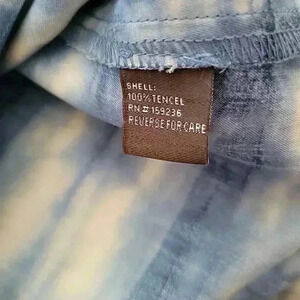 SHELL:
100% TENCEL
RN # 159236
REVERSE FOR CARE